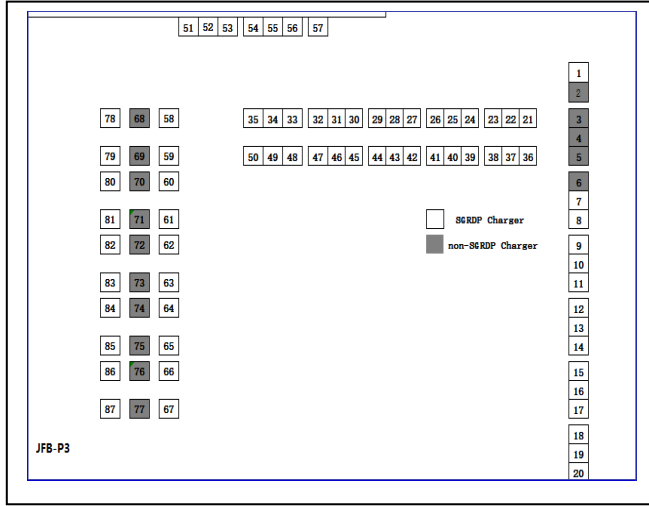 51 52 53 54 55 56 57
1
2
78 68 58 35 34 33 32 31 30 29 28 27 26 25 24 23 22 21 3
4
79 69 59 50 49 48 47 46 45 44 43 42 41 40 39 38 37 36 5
80 70 60 6
7
81 71 61 SGRDP Charger 8
82 72 62 non-SGRDP Charger 9
10
83 73 63 11
84 74 64 12
13
85 75 65 14
86 76 66 15
16
87 77 67 17
18
JFB-P3
19
20